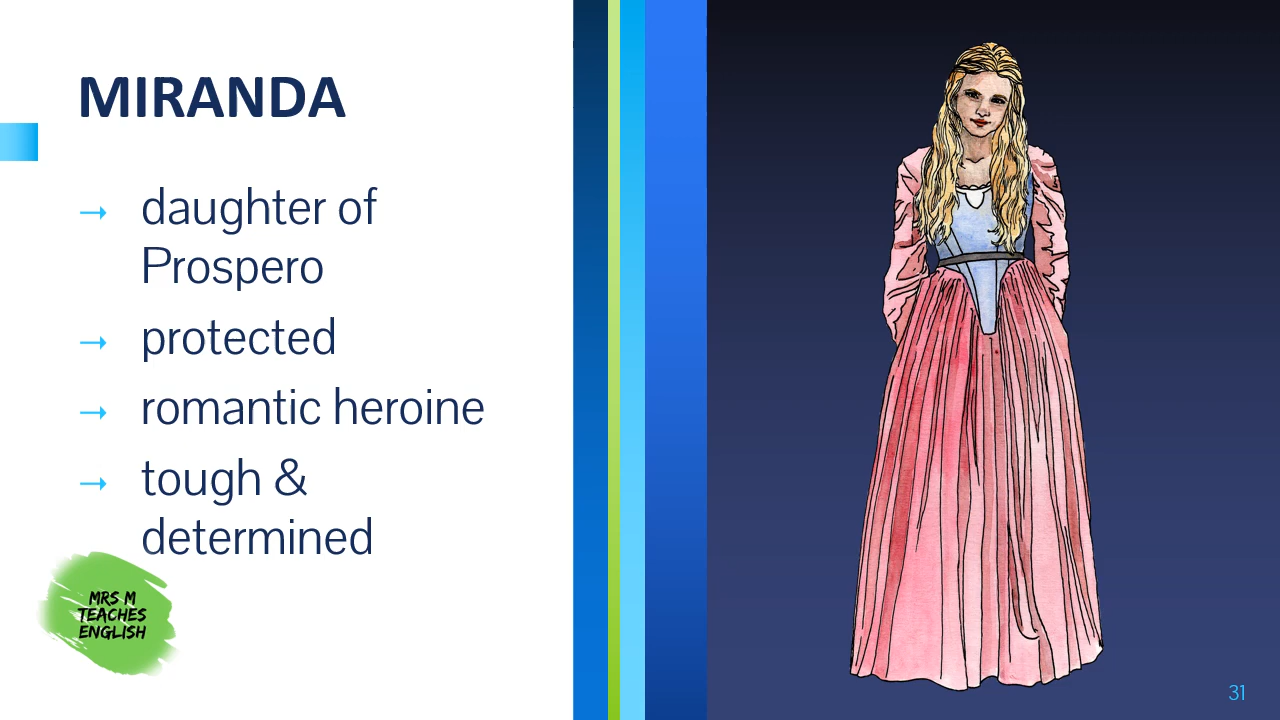 MIRANDA
→ daughter of
Prospero
→ protected
→ romantic heroine
→ tough &
determined
MRS M
TEACHES
ENGLISH
31